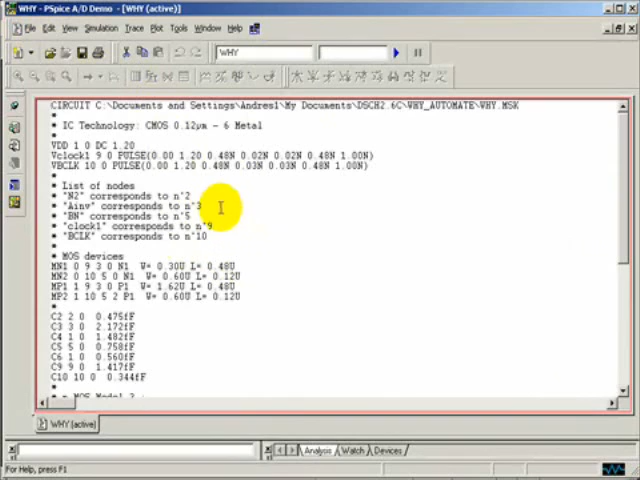 WHY - PSpice A/D Demo - [WHY (active)]
File Edit View Simulation Trace Plot Tools Window Help
WHY
CIRCUIT C:\Documents and Settings\Andres1\My Documents\DSCH2.6C\WHY_AUTOMATE\WHY.MSK
*
* IC Technology: CMOS 0.12µm - 6 Metal
*
VDD 1 0 DC 1.20
Vclock1 9 0 PULSE(0.00 1.20 0.48N 0.02N 0.02N 0.48N 1.00N)
VBCLK 10 0 PULSE(0.00 1.20 0.48N 0.03N 0.03N 0.48N 1.00N)
*
* List of nodes
* "N2" corresponds to n°2
* "Ainv" corresponds to n°3
* "BN" corresponds to n°5
* "clock1" corresponds to n°9
* "BCLK" corresponds to n°10
*
* MOS devices
MN1 0 9 3 0 N1 W= 0.30U L= 0.48U
MN2 0 10 5 0 N1 W= 0.60U L= 0.12U
MP1 1 9 3 P1 W= 1.62U L= 0.48U
MP2 1 10 5 2 P1 W= 0.60U L= 0.12U
*
C2 2 0 0.475fF
C3 3 0 2.172fF
C4 1 0 1.482fF
C5 5 0 0.758fF
C6 1 0 0.560fF
C9 9 0 1.417fF
C10 10 0 0.344fF
*
WHY (active)
Analysis Watch Devices
For Help, press F1